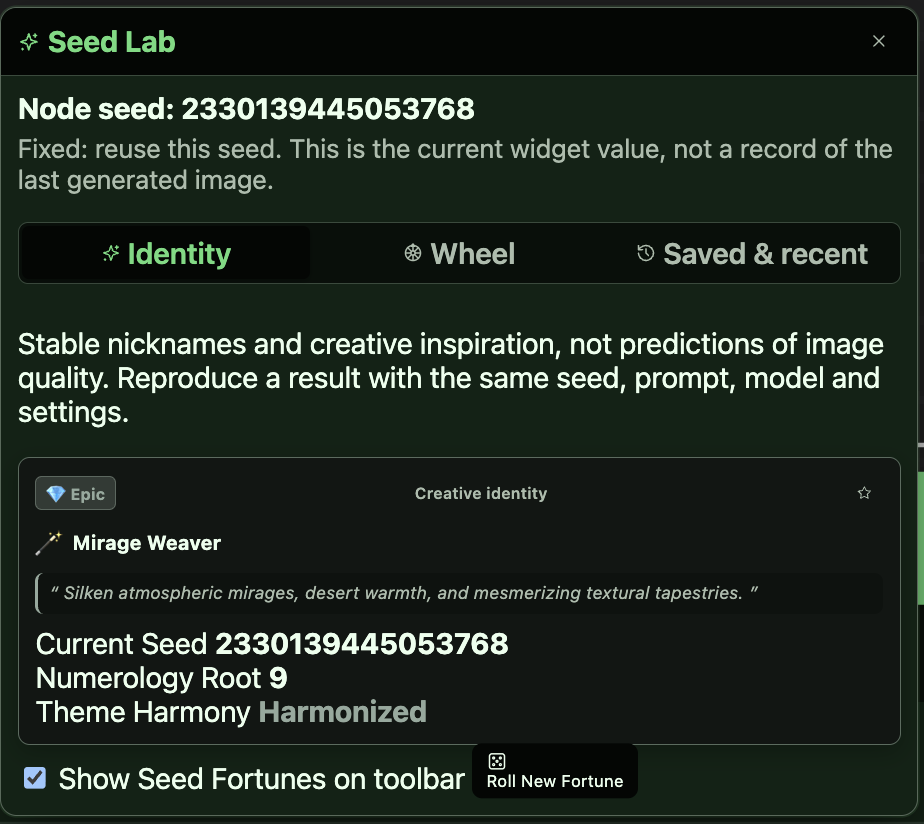 Seed Lab
Node seed: 2330139445053768
Fixed: reuse this seed. This is the current widget value, not a record of the
last generated image.
Identity
Wheel
Saved & recent
Stable nicknames and creative inspiration, not predictions of image
quality. Reproduce a result with the same seed, prompt, model and
settings.
Epic
Creative identity
Mirage Weaver
“ Silken atmospheric mirages, desert warmth, and mesmerizing textural tapestries. ”
Current Seed 2330139445053768
Numerology Root 9
Theme Harmony Harmonized
Show Seed Fortunes on toolbar
Roll New Fortune